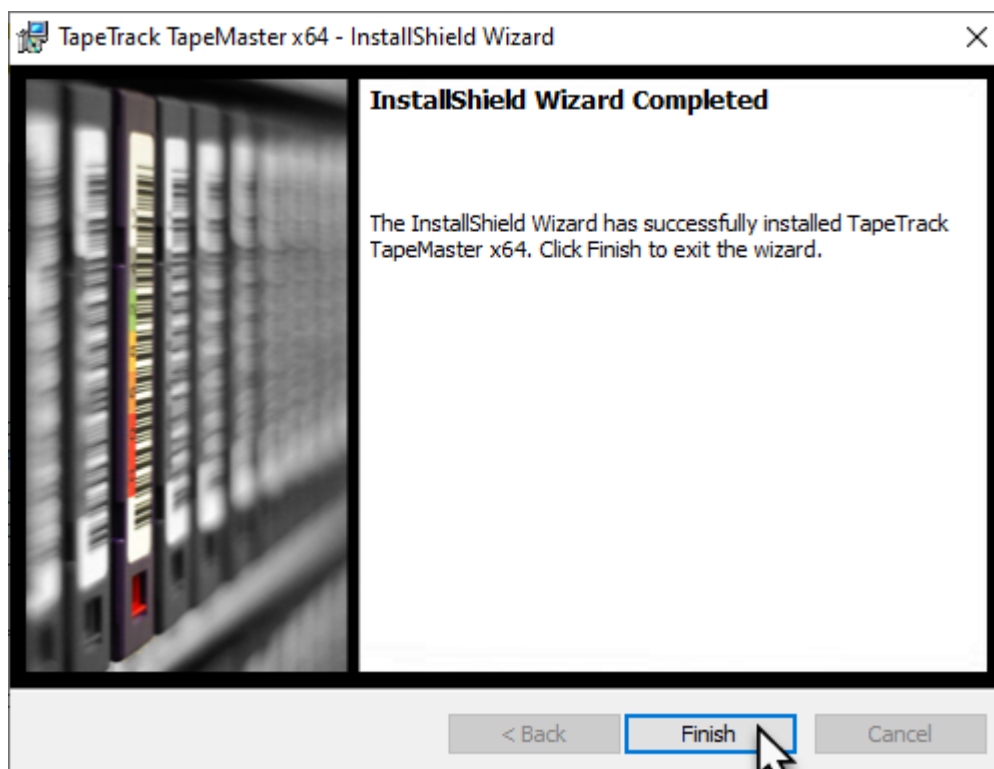 TapeTrack TapeMaster x64 - InstallShield Wizard
InstallShield Wizard Completed
The InstallShield Wizard has successfully installed TapeTrack
TapeMaster x64. Click Finish to exit the wizard.
< Back
Finish
Cancel